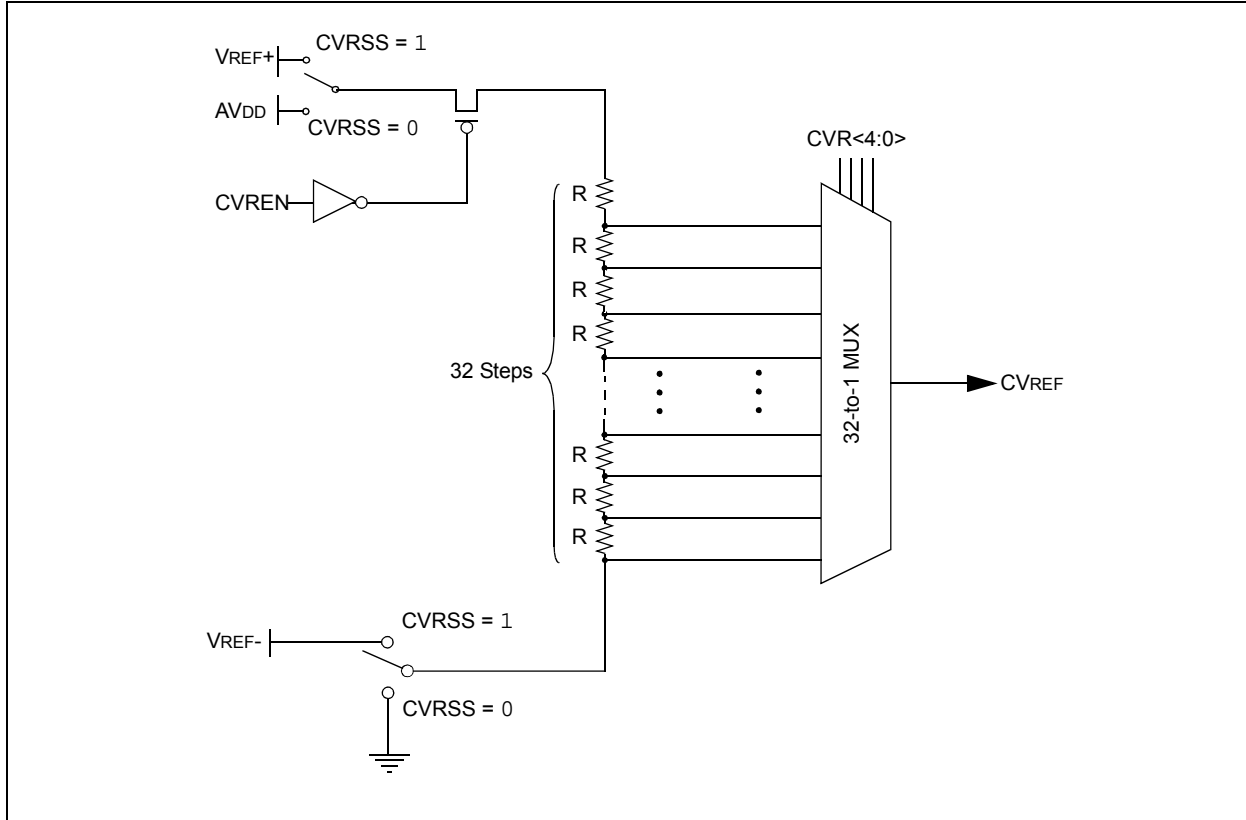 CVRSS = 1
VREF+
AVDD
CVRSS = 0
CVR<4:0>
CVREN
R
R
R
R
32 Steps
32-to-1 MUX
CVREF
R
R
R
CVRSS = 1
VREF-
CVRSS = 0